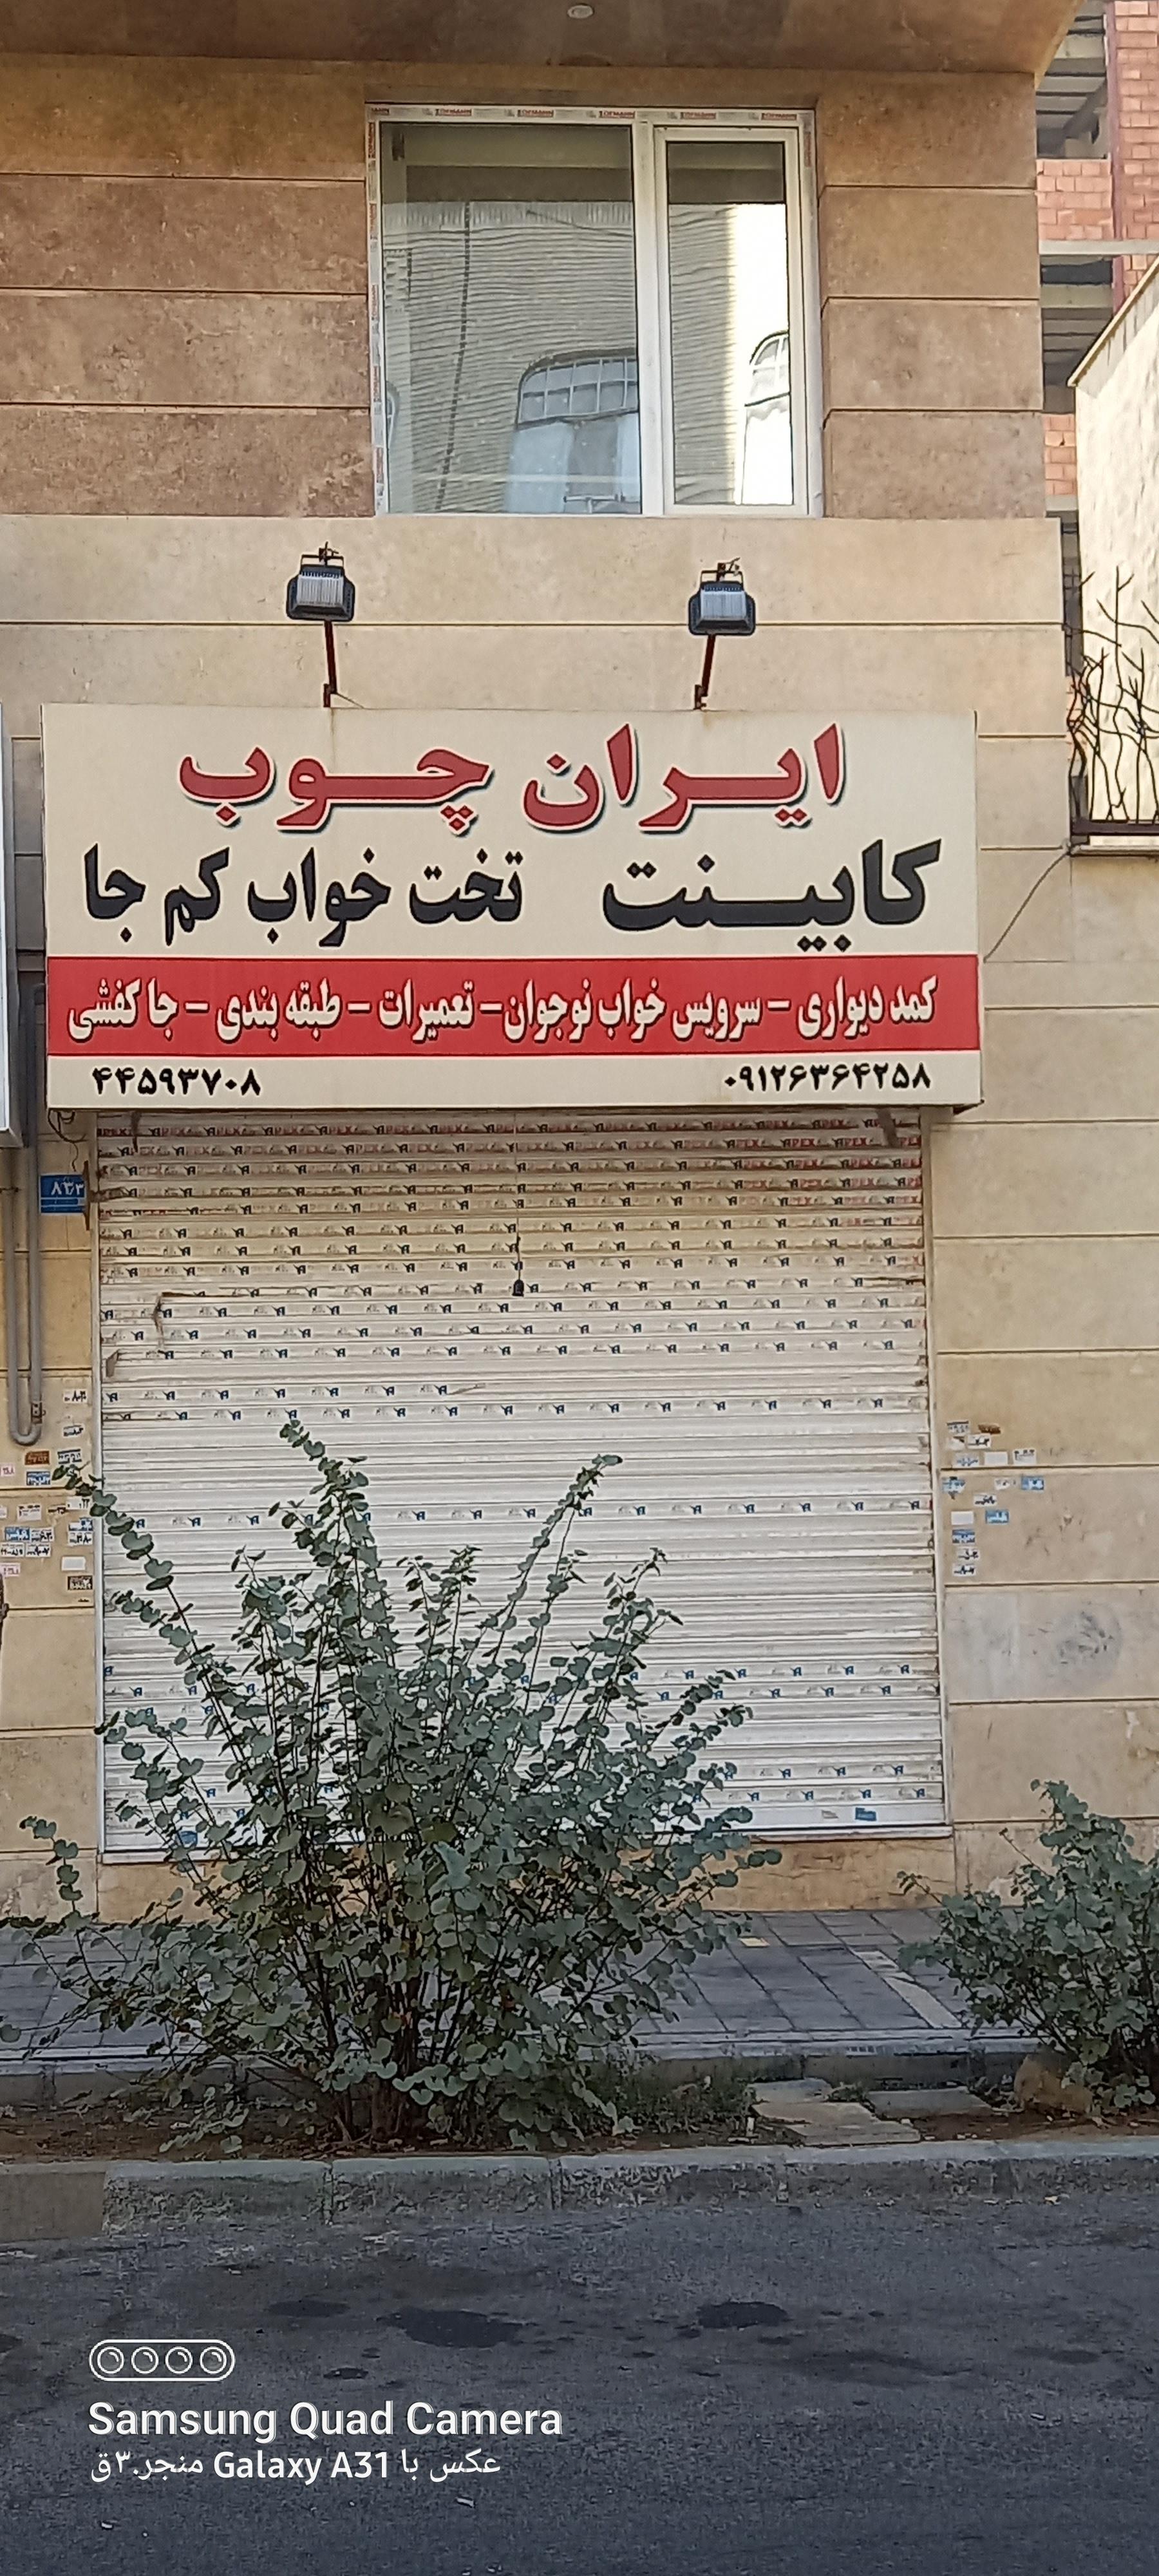 ایران چوب
کابینت تخت خواب کم جا
کمد دیواری - سرویس خواب نوجوان - تعمیرات - طبقه بندی - جا کفشی
۰۹۱۲۶۳۶۴۲۵۸ ۴۴۵۹۳۷۰۸
Samsung Quad Camera
عکس با Galaxy A31 منجر.۳ق